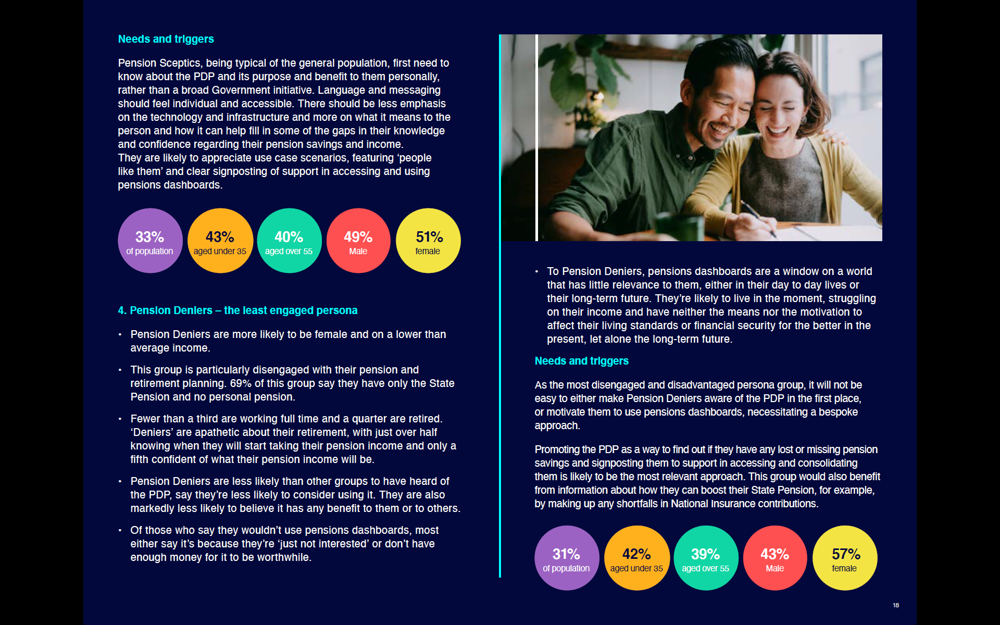 Needs and triggers
Pension Sceptics, being typical of the general population, first need to
know about the PDP and its purpose and benefit to them personally,
rather than a broad Government initiative. Language and messaging
should feel individual and accessible. There should be less emphasis
on the technology and infrastructure and more on what it means to the
person and how it can help fill in some of the gaps in their knowledge
and confidence regarding their pension savings and income.
They are likely to appreciate use case scenarios, featuring ‘people
like them’ and clear signposting of support in accessing and using
pensions dashboards.
33%
of population
43%
aged under 35
40%
aged over 55
49%
Male
51%
female
4. Pension Deniers – the least engaged persona
• Pension Deniers are more likely to be female and on a lower than
average income.
• This group is particularly disengaged with their pension and
retirement planning. 69% of this group say they have only the State
Pension and no personal pension.
• Fewer than a third are working full time and a quarter are retired.
‘Deniers’ are apathetic about their retirement, with just over half
knowing when they will start taking their pension income and only a
fifth confident of what their pension income will be.
• Pension Deniers are less likely than other groups to have heard of
the PDP, say they’re less likely to consider using it. They are also
markedly less likely to believe it has any benefit to them or to others.
• Of those who say they wouldn’t use pensions dashboards, most
either say it’s because they’re ‘just not interested’ or don’t have
enough money for it to be worthwhile.
• To Pension Deniers, pensions dashboards are a window on a world
that has little relevance to them, either in their day to day lives or
their long-term future. They’re likely to live in the moment, struggling
on their income and have neither the means nor the motivation to
affect their living standards or financial security for the better in the
present, let alone the long-term future.
Needs and triggers
As the most disengaged and disadvantaged persona group, it will not be
easy to either make Pension Deniers aware of the PDP in the first place,
or motivate them to use pensions dashboards, necessitating a bespoke
approach.
Promoting the PDP as a way to find out if they have any lost or missing pension
savings and signposting them to support in accessing and consolidating
them is likely to be the most relevant approach. This group would also benefit
from information about how they can boost their State Pension, for example,
by making up any shortfalls in National Insurance contributions.
31%
of population
42%
aged under 35
39%
aged over 55
43%
Male
57%
female
18